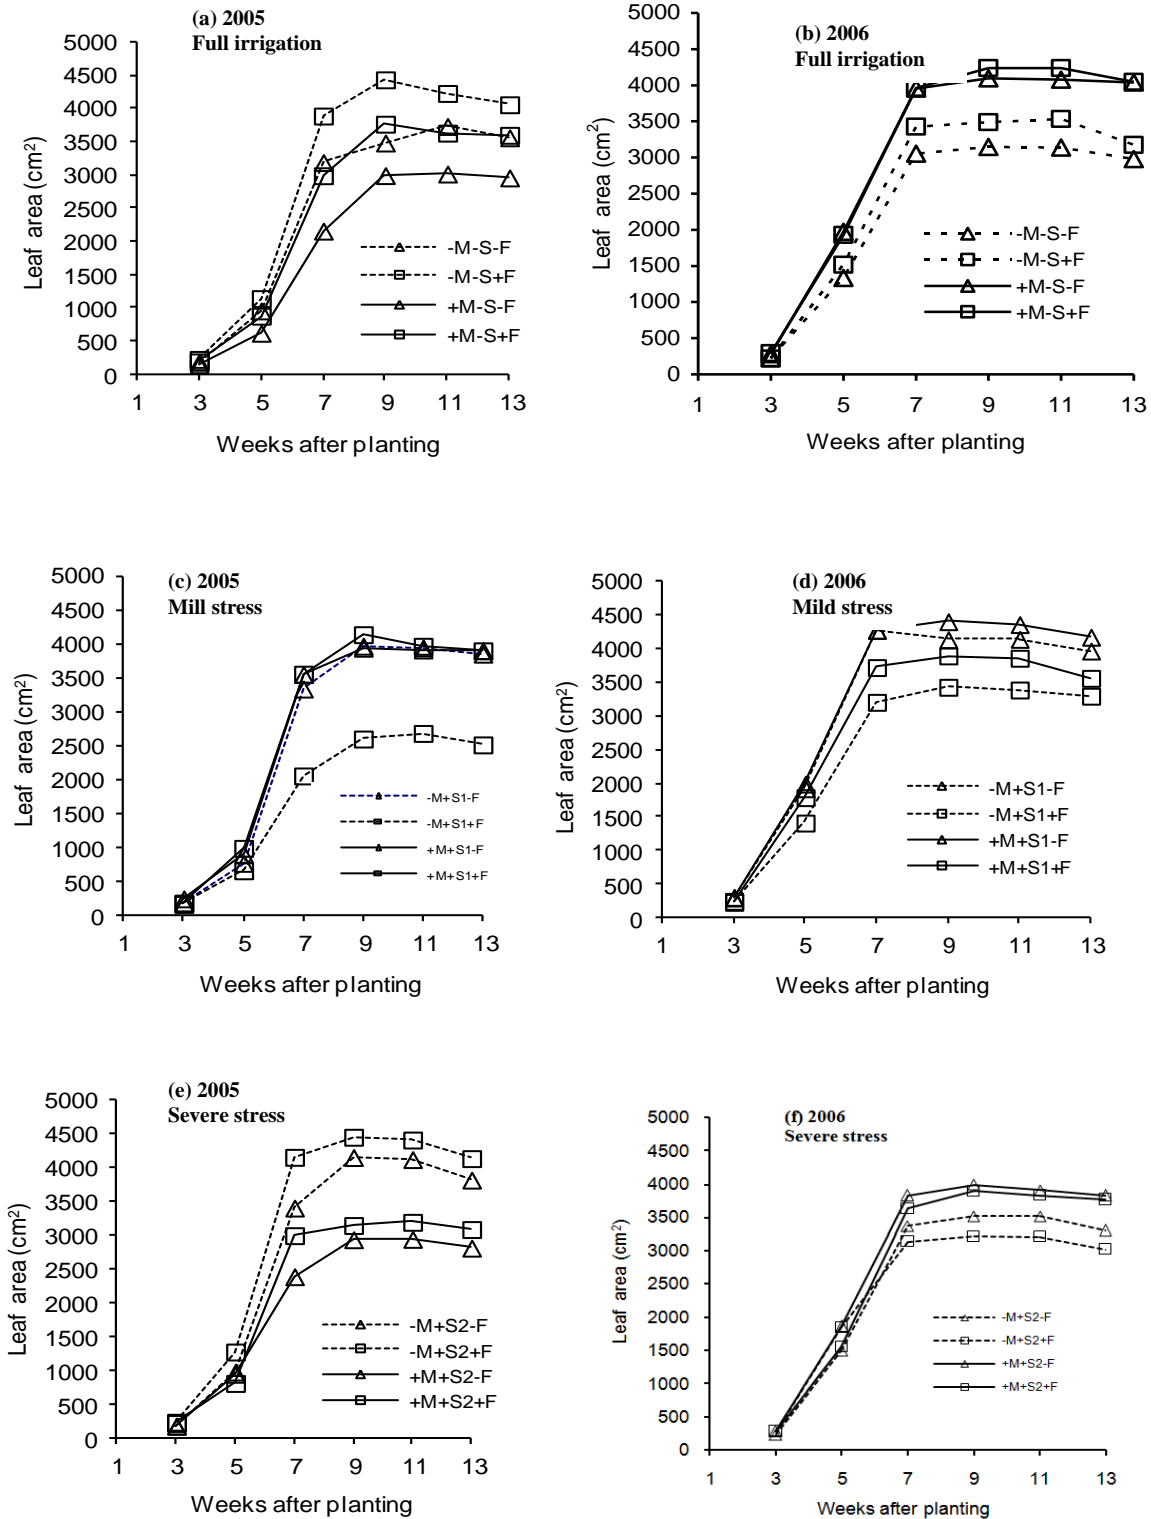 (a) 2005
Full irrigation
5000
4500
4000
3500
3000
2500
2000
1500
1000
500
0
Leaf area (cm²)
-M-S-F
-M-S+F
+M-S-F
+M-S+F
1 3 5 7 9 11 13
Weeks after planting
(b) 2006
Full irrigation
5000
4500
4000
3500
3000
2500
2000
1500
1000
500
0
Leaf area (cm²)
-M-S-F
-M-S+F
+M-S-F
+M-S+F
1 3 5 7 9 11 13
Weeks after planting
(c) 2005
Mill stress
5000
4500
4000
3500
3000
2500
2000
1500
1000
500
0
Leaf area (cm²)
-M+S1-F
-M+S1+F
+M+S1-F
+M+S1+F
1 3 5 7 9 11 13
Weeks after planting
(d) 2006
Mild stress
5000
4500
4000
3500
3000
2500
2000
1500
1000
500
0
Leaf area (cm²)
-M+S1-F
-M+S1+F
+M+S1-F
+M+S1+F
1 3 5 7 9 11 13
Weeks after planting
(e) 2005
Severe stress
5000
4500
4000
3500
3000
2500
2000
1500
1000
500
0
Leaf area (cm²)
-M+S2-F
-M+S2+F
+M+S2-F
+M+S2+F
1 3 5 7 9 11 13
Weeks after planting
(f) 2006
Severe stress
5000
4500
4000
3500
3000
2500
2000
1500
1000
500
0
Leaf area (cm²)
-M+S2-F
-M+S2+F
+M+S2-F
+M+S2+F
1 3 5 7 9 11 13
Weeks after planting